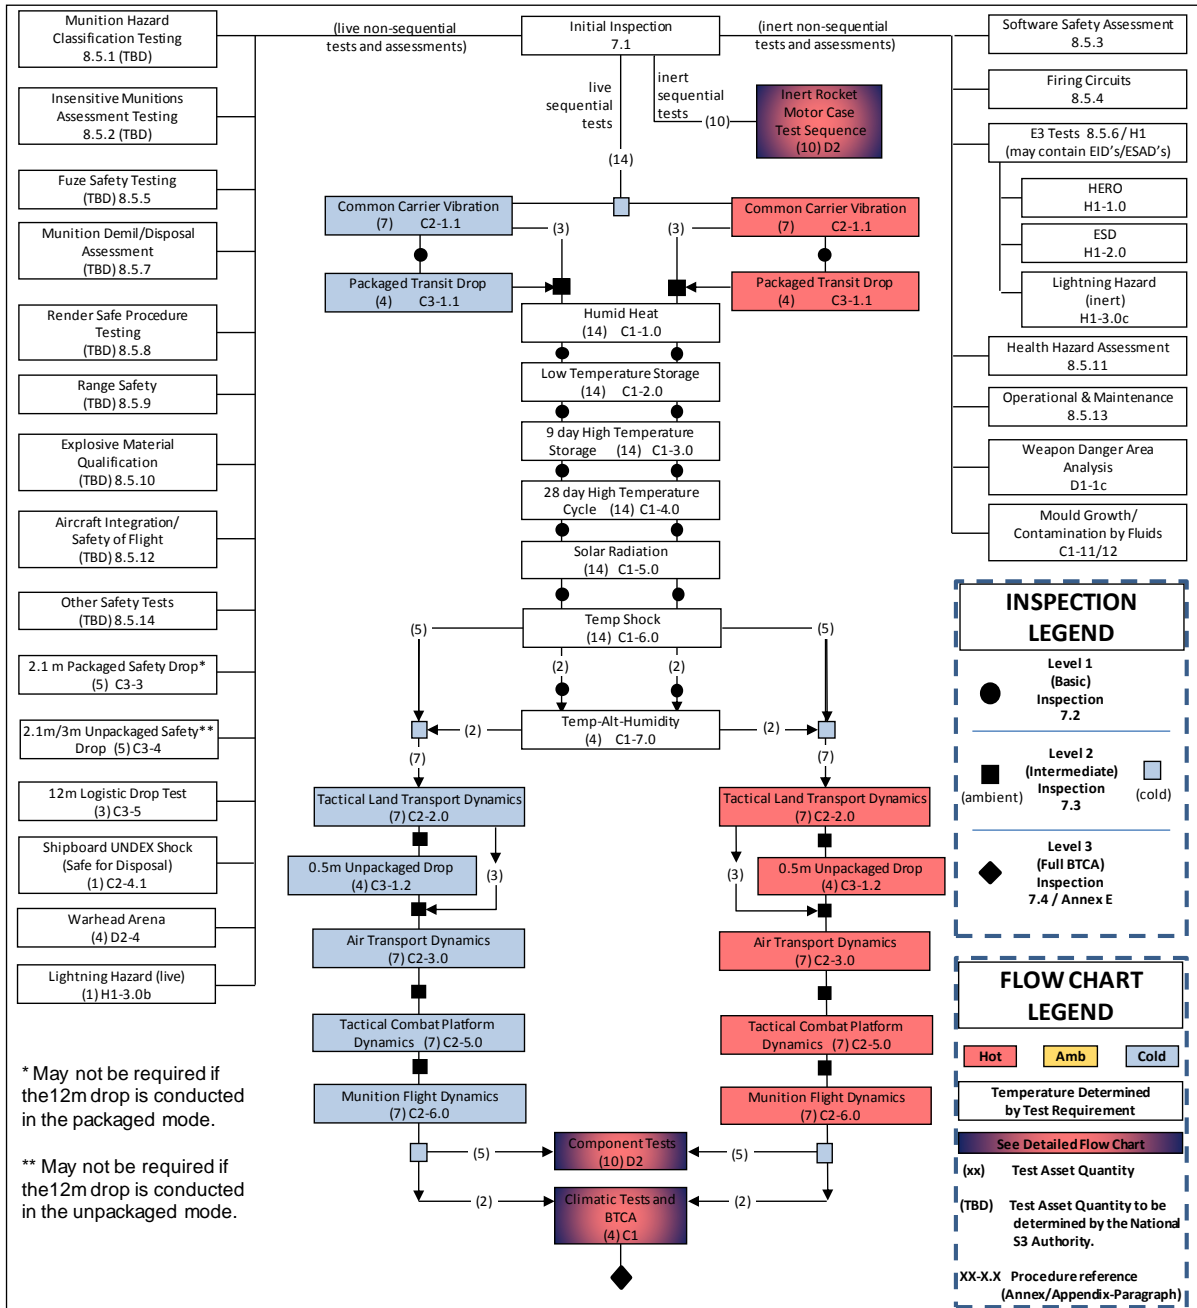 Munition Hazard
Classification Testing
8.5.1 (TBD)
Insensitive Munitions
Assessment Testing
8.5.2 (TBD)
Fuze Safety Testing
(TBD) 8.5.5
Munition Demil/Disposal
Assessment
(TBD) 8.5.7
Render Safe Procedure
Testing
(TBD) 8.5.8
Range Safety
(TBD) 8.5.9
Explosive Material
Qualification
(TBD) 8.5.10
Aircraft Integration/
Safety of Flight
(TBD) 8.5.12
Other Safety Tests
(TBD) 8.5.14
2.1 m Packaged Safety Drop*
(5) C3-3
2.1m/3m Unpackaged Safety**
Drop (5) C3-4
12m Logistic Drop Test
(3) C3-5
Shipboard UNDEX Shock
(Safe for Disposal)
(1) C2-4.1
Warhead Arena
(4) D2-4
Lightning Hazard (live)
(1) H1-3.0b
* May not be required if
the12m drop is conducted
in the packaged mode.
** May not be required if
the12m drop is conducted
in the unpackaged mode.
(live non-sequential
tests and assessments)
Initial Inspection
7.1
(inert non-sequential
tests and assessments)
live
sequential
tests
inert
sequential
tests
(10)
(14)
Inert Rocket
Motor Case
Test Sequence
(10) D2
Common Carrier Vibration
(7) C2-1.1
(3)
(3)
Common Carrier Vibration
(7) C2-1.1
Packaged Transit Drop
(4) C3-1.1
Packaged Transit Drop
(4) C3-1.1
Humid Heat
(14) C1-1.0
Low Temperature Storage
(14) C1-2.0
9 day High Temperature
Storage (14) C1-3.0
28 day High Temperature
Cycle (14) C1-4.0
Solar Radiation
(14) C1-5.0
Temp Shock
(14) C1-6.0
(5)
(5)
(2)
(2)
Temp-Alt-Humidity
(4) C1-7.0
(2)
(2)
(7)
(7)
Tactical Land Transport Dynamics
(7) C2-2.0
Tactical Land Transport Dynamics
(7) C2-2.0
0.5m Unpackaged Drop
(4) C3-1.2
(3)
(3)
0.5m Unpackaged Drop
(4) C3-1.2
Air Transport Dynamics
(7) C2-3.0
Air Transport Dynamics
(7) C2-3.0
Tactical Combat Platform
Dynamics (7) C2-5.0
Tactical Combat Platform
Dynamics (7) C2-5.0
Munition Flight Dynamics
(7) C2-6.0
Munition Flight Dynamics
(7) C2-6.0
(5)
Component Tests
(10) D2
(5)
(2)
Climatic Tests and
BTCA
(4) C1
(2)
Software Safety Assessment
8.5.3
Firing Circuits
8.5.4
E3 Tests 8.5.6 / H1
(may contain EID's/ESAD's)
HERO
H1-1.0
ESD
H1-2.0
Lightning Hazard
(inert)
H1-3.0c
Health Hazard Assessment
8.5.11
Operational & Maintenance
8.5.13
Weapon Danger Area
Analysis
D1-1c
Mould Growth/
Contamination by Fluids
C1-11/12
INSPECTION
LEGEND
Level 1
(Basic)
Inspection
7.2
Level 2
(Intermediate)
Inspection
7.3
(ambient)
(cold)
Level 3
(Full BTCA)
Inspection
7.4 / Annex E
FLOW CHART
LEGEND
Hot Amb Cold
Temperature Determined
by Test Requirement
See Detailed Flow Chart
(xx) Test Asset Quantity
(TBD) Test Asset Quantity to be
determined by the National
S3 Authority.
XX-X.X Procedure reference
(Annex/Appendix-Paragraph)